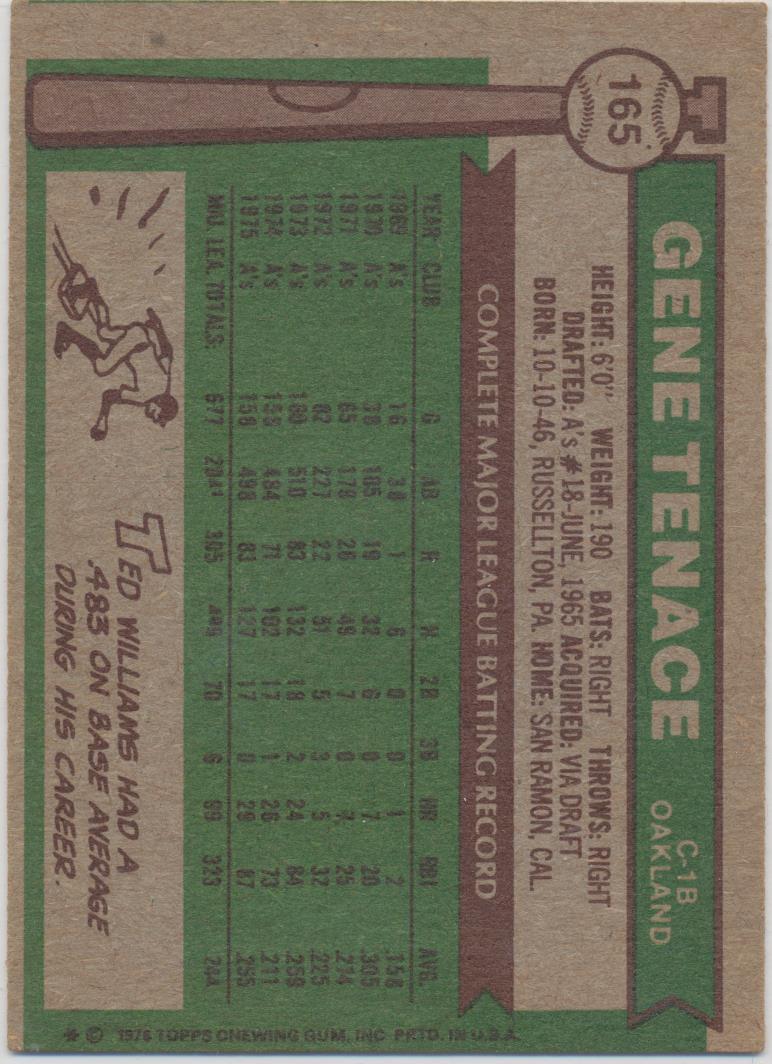 165
GENE TENACE
C-1B
OAKLAND
HEIGHT: 6'0" WEIGHT: 190 BATS: RIGHT THROWS: RIGHT
DRAFTED: A's #18-JUNE, 1965 ACQUIRED: VIA DRAFT
BORN: 10-10-46, RUSSELLTON, PA. HOME: SAN RAMON, CAL.
COMPLETE MAJOR LEAGUE BATTING RECORD
YEAR CLUB G AB R H 2B 3B HR RBI AVG.
1969 A's 16 38 1 6 0 0 1 2 .158
1970 A's 38 105 19 32 6 0 7 20 .305
1971 A's 65 179 26 49 7 0 7 25 .274
1972 A's 82 227 22 51 5 3 5 32 .225
1973 A's 160 510 83 132 18 2 24 84 .259
1974 A's 158 484 71 102 17 1 26 73 .211
1975 A's 158 498 83 127 17 0 29 87 .255
MAJ. LEA. TOTALS: 677 305 70 6 99 323
TED WILLIAMS HAD A
.483 ON BASE AVERAGE
DURING HIS CAREER.
* © 1976 TOPPS CHEWING GUM, INC. PRTD. IN U.S.A.